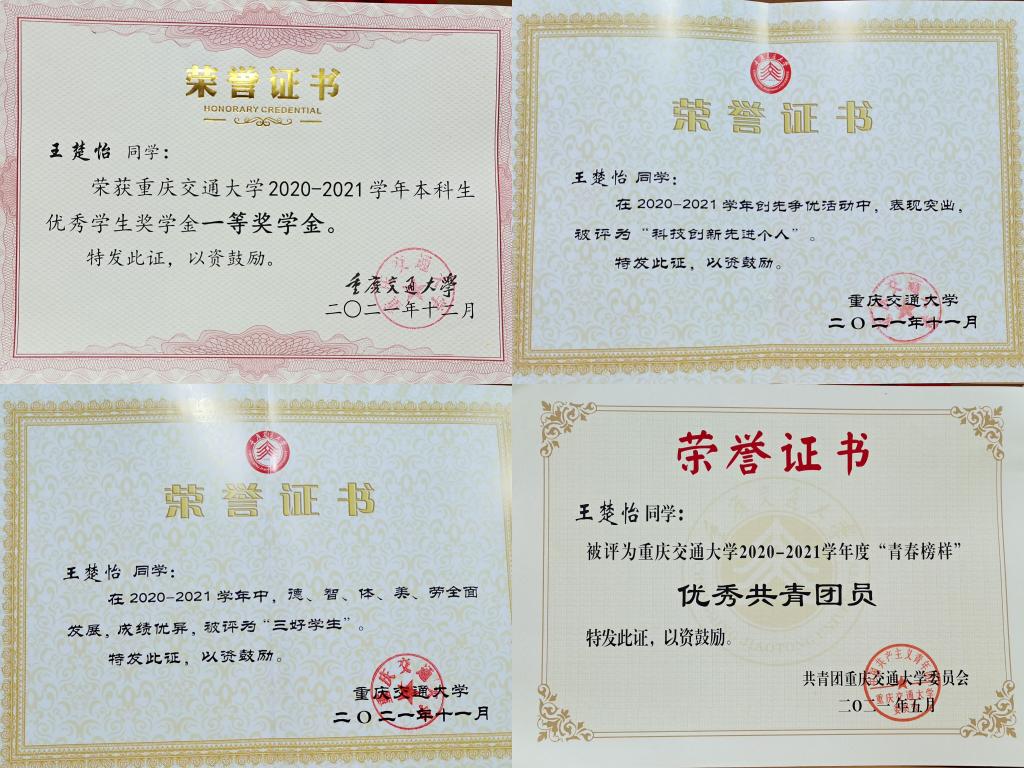 荣誉证书
HONORARY CREDENTIAL
王楚怡 同学：
荣获重庆交通大学2020-2021学年本科生
优秀学生奖学金一等奖学金。
特发此证，以资鼓励。
重庆交通大学
二〇二一年十二月
荣誉证书
王楚怡 同学：
在2020-2021学年创先争优活动中，表现突出，
被评为“科技创新先进个人”。
特发此证，以资鼓励。
重庆交通大学
二〇二一年十一月
荣誉证书
王楚怡 同学：
在2020-2021学年中，德、智、体、美、劳全面
发展，成绩优异，被评为“三好学生”。
特发此证，以资鼓励。
重庆交通大学
二〇二一年十一月
荣誉证书
王楚怡 同学：
被评为重庆交通大学2020-2021学年度“青春榜样”
优秀共青团员
特发此证，以资鼓励。
共青团重庆交通大学委员会
二〇二一年五月